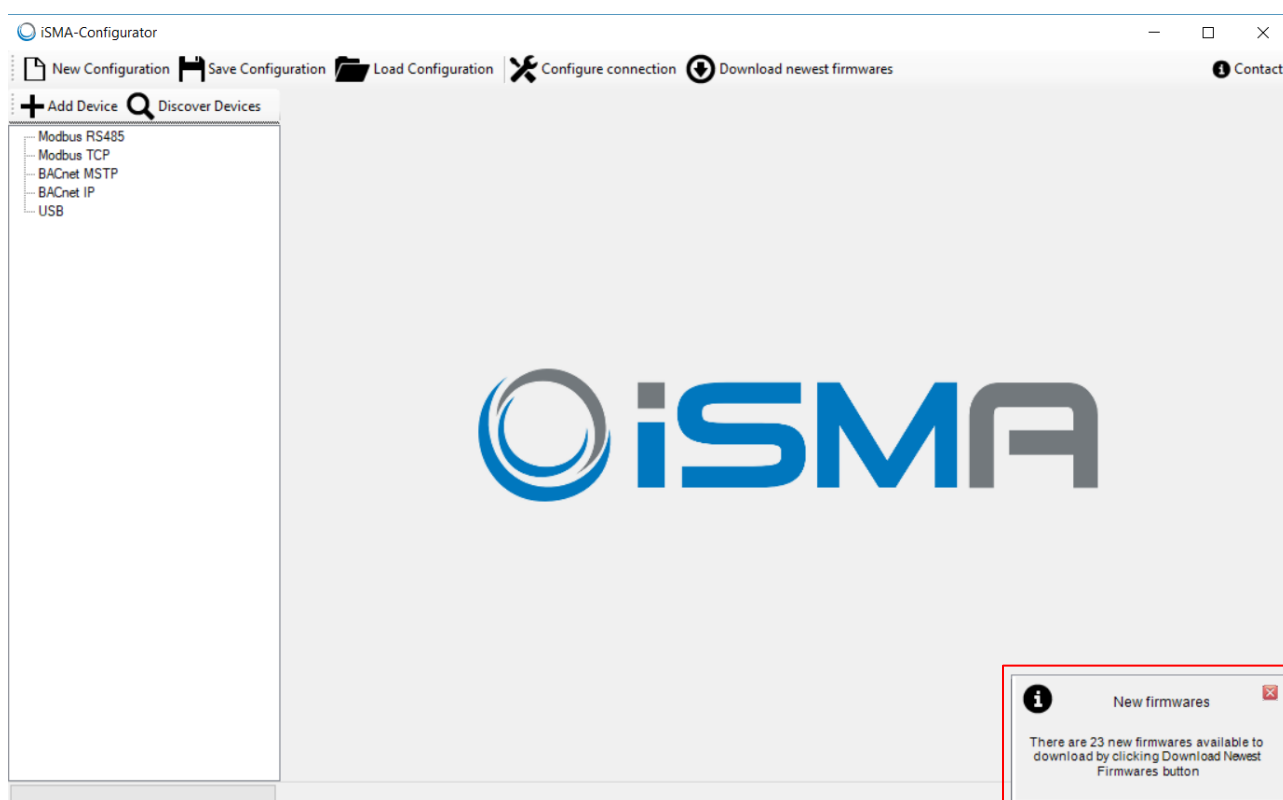 iSMA-Configurator
New Configuration Save Configuration Load Configuration Configure connection Download newest firmwares Contact
Add Device Discover Devices
Modbus RS485
Modbus TCP
BACnet MSTP
BACnet IP
USB
iSMA
New firmwares
There are 23 new firmwares available to
download by clicking Download Newest
Firmwares button